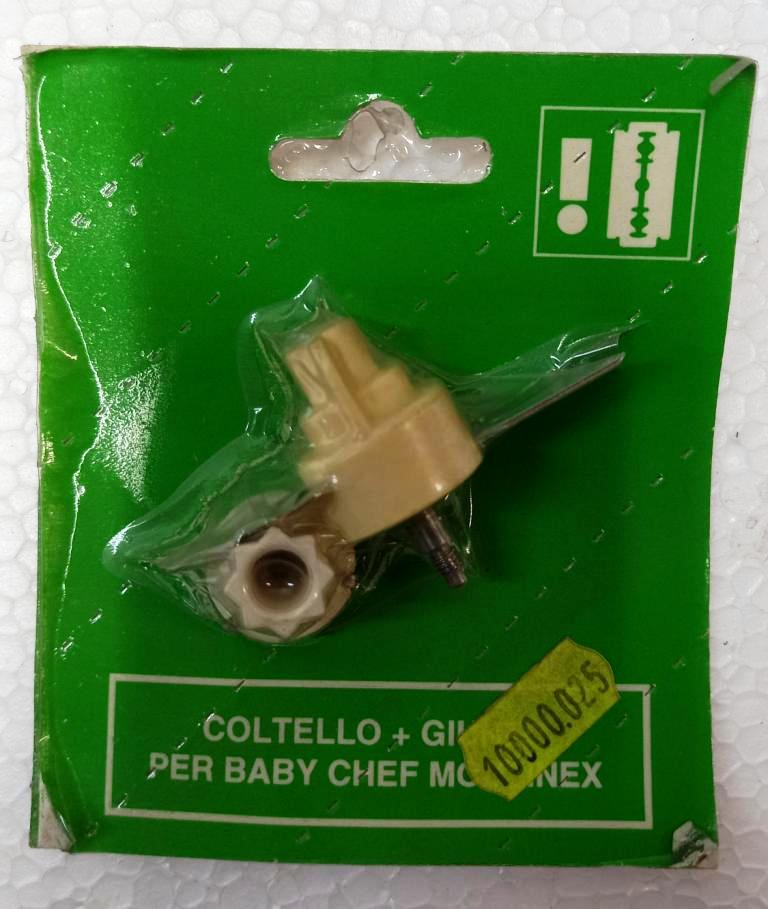 COLTELLO +
PER BABY CHEF
10000.025